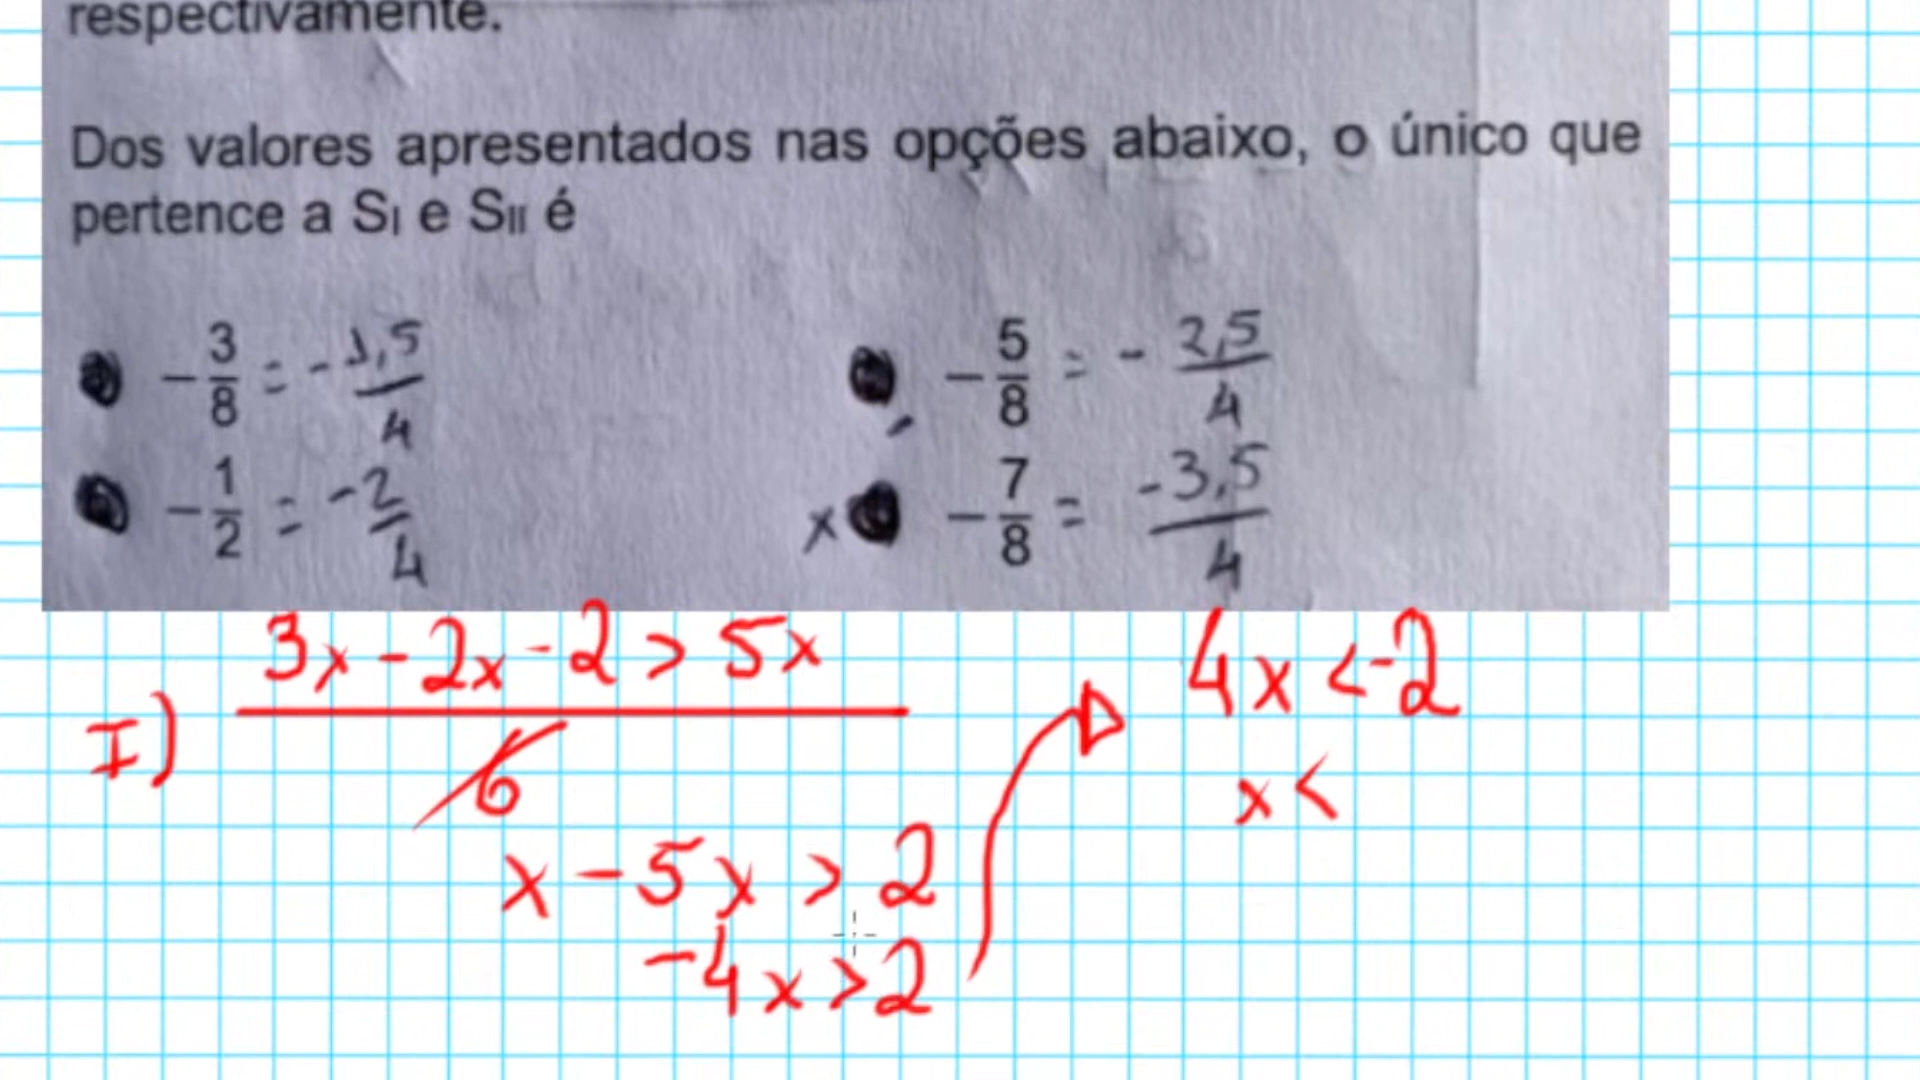 respectivamente.
Dos valores apresentados nas opções abaixo, o único que
pertence a SI e SII é
-3/8 = -1,5/4
-5/8 = -2,5/4
-1/2 = -2/4
x -7/8 = -3,5/4
I) 3x-2x-2>5x
6
x-5x>2
-4x>2
4x<-2
x<